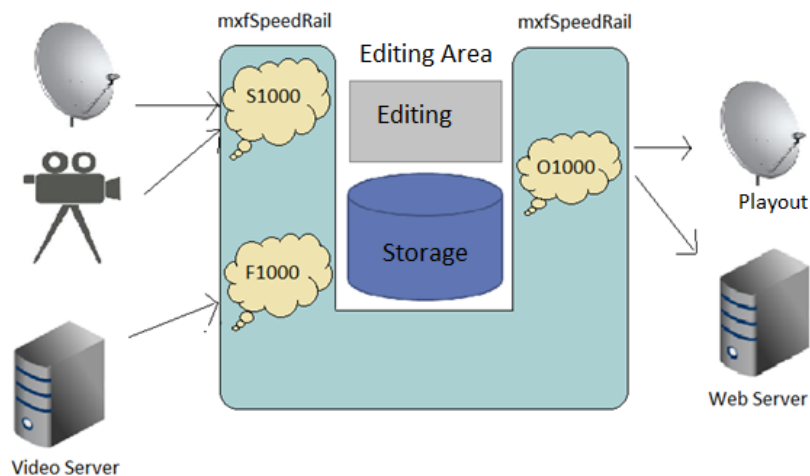 mxfSpeedRail
mxfSpeedRail
Editing Area
S1000
Editing
O1000
Playout
Storage
F1000
Web Server
Video Server